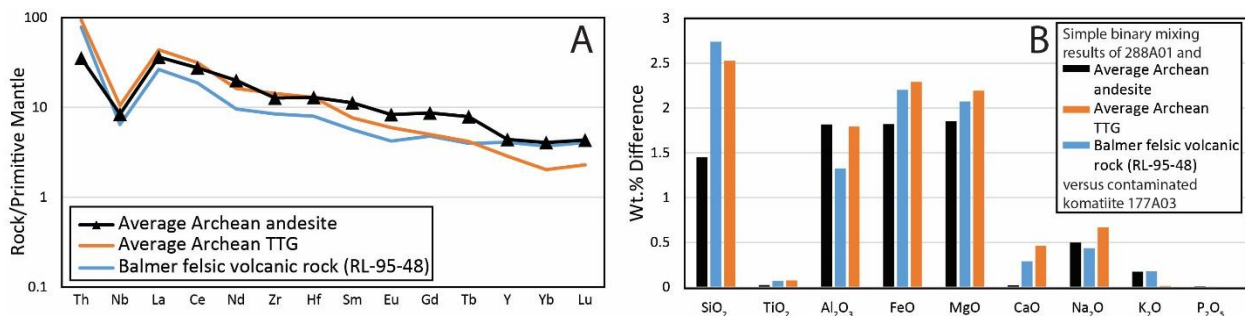 100
10
1
0.1
Rock/Primitive Mantle
A
Average Archean andesite
Average Archean TTG
Balmer felsic volcanic rock (RL-95-48)
Th Nb La Ce Nd Zr Hf Sm Eu Gd Tb Y Yb Lu
3
2.5
2
1.5
1
0.5
0
Wt.% Difference
B
Simple binary mixing
results of 288A01 and
Average Archean
andesite
Average Archean
TTG
Balmer felsic volcanic
rock (RL-95-48)
versus contaminated
komatiite 177A03
SiO₂ TiO₂ Al₂O₃ FeO MgO CaO Na₂O K₂O P₂O₅